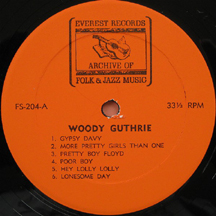 EVEREST RECORDS
ARCHIVE OF
FOLK & JAZZ MUSIC
FS-204-A
33⅓ RPM
WOODY GUTHRIE
1. GYPSY DAVY
2. MORE PRETTY GIRLS THAN ONE
3. PRETTY BOY FLOYD
4. POOR BOY
5. HEY LOLLY LOLLY
6. LONESOME DAY